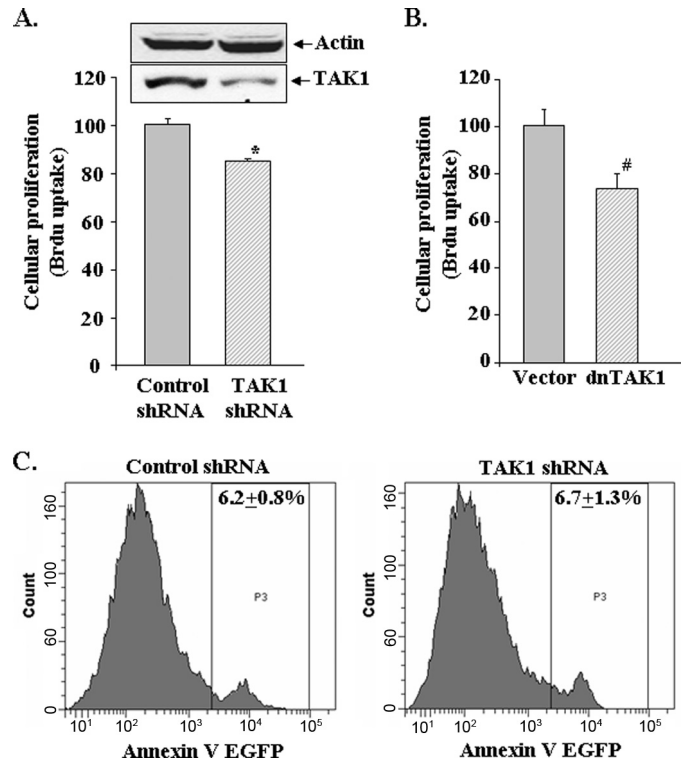 A.
Actin
TAK1
120
100
80
60
40
20
0
Cellular proliferation
(Brdu uptake)
*
Control
shRNA
TAK1
shRNA
B.
120
100
80
60
40
20
0
Cellular proliferation
(Brdu uptake)
#
Vector dnTAK1
C.
Control shRNA
6.2±0.8%
P3
Count
160
100
60
0
10¹ 10² 10³ 10⁴ 10⁵
Annexin V EGFP
TAK1 shRNA
6.7±1.3%
P3
Count
160
100
60
0
10¹ 10² 10³ 10⁴ 10⁵
Annexin V EGFP